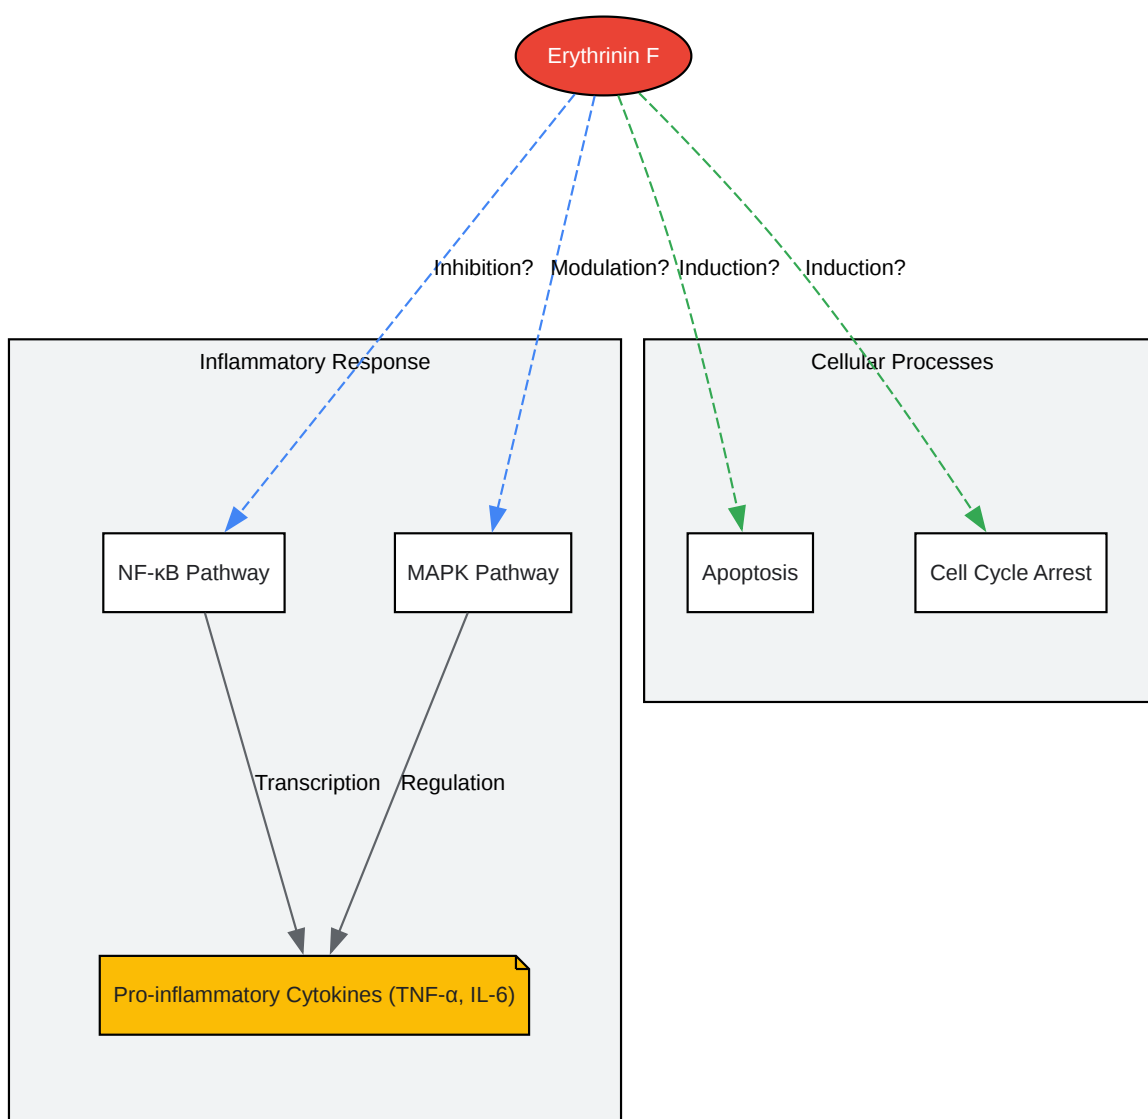 Erythrinin F
Inhibition?
Modulation?
Induction?
Induction?
Inflammatory Response
Cellular Processes
NF-κB Pathway
MAPK Pathway
Apoptosis
Cell Cycle Arrest
Transcription
Regulation
Pro-inflammatory Cytokines (TNF-α, IL-6)